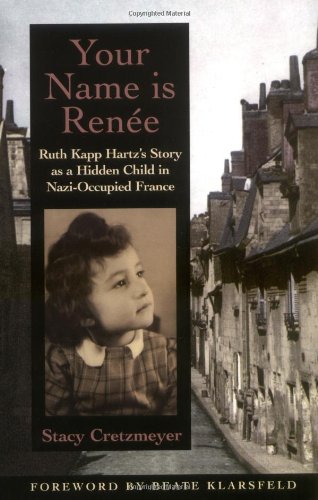 Your
Name is
Renée
Ruth Kapp Hartz's Story
as a Hidden Child in
Nazi-Occupied France
Stacy Cretzmeyer
FOREWORD BY BEATE KLARSFELD